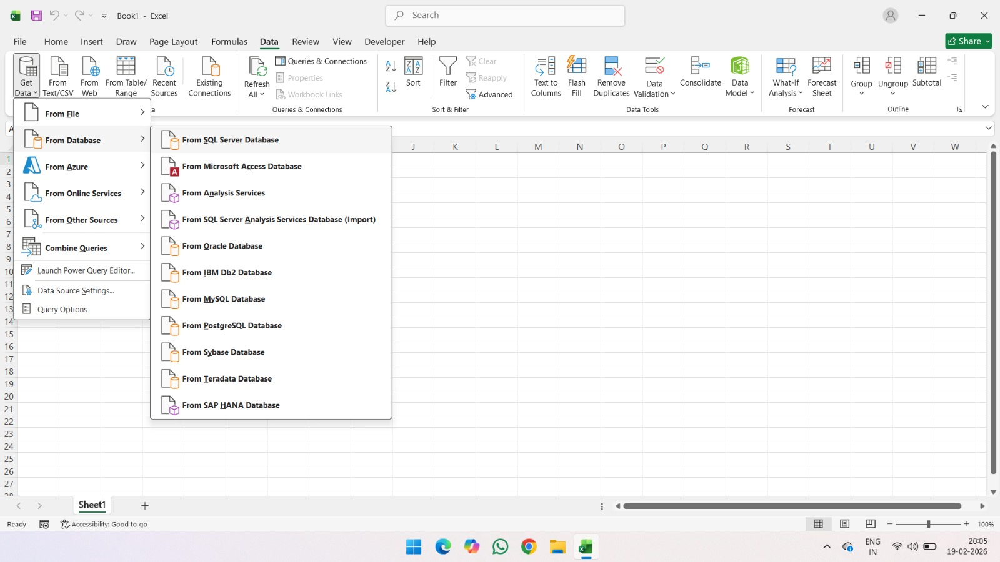 Book1 - Excel
Search
File Home Insert Draw Page Layout Formulas Data Review View Developer Help
Share
Get Data
From Text/CSV
From Web
From Table/ Range
Recent Sources
Existing Connections
Refresh All
Queries & Connections
Properties
Workbook Links
Queries & Connections
Sort
Filter
Clear
Reapply
Advanced
Sort & Filter
Text to Columns
Flash Fill
Remove Duplicates
Data Validation
Consolidate
Data Model
Data Tools
What-If Analysis
Forecast Sheet
Forecast
Group
Ungroup
Subtotal
Outline
From File
From Database
From Azure
From Online Services
From Other Sources
Combine Queries
Launch Power Query Editor...
Data Source Settings...
Query Options
From SQL Server Database
From Microsoft Access Database
From Analysis Services
From SQL Server Analysis Services Database (Import)
From Oracle Database
From IBM Db2 Database
From MySQL Database
From PostgreSQL Database
From Sybase Database
From Teradata Database
From SAP HANA Database
J K L M N O P Q R S T U V W
1
2
3
4
5
6
7
8
9
10
11
12
13
14
15
16
17
18
19
20
21
22
23
24
25
26
27
Sheet1
Ready
Accessibility: Good to go
100%
ENG
IN
20:05
19-02-2026